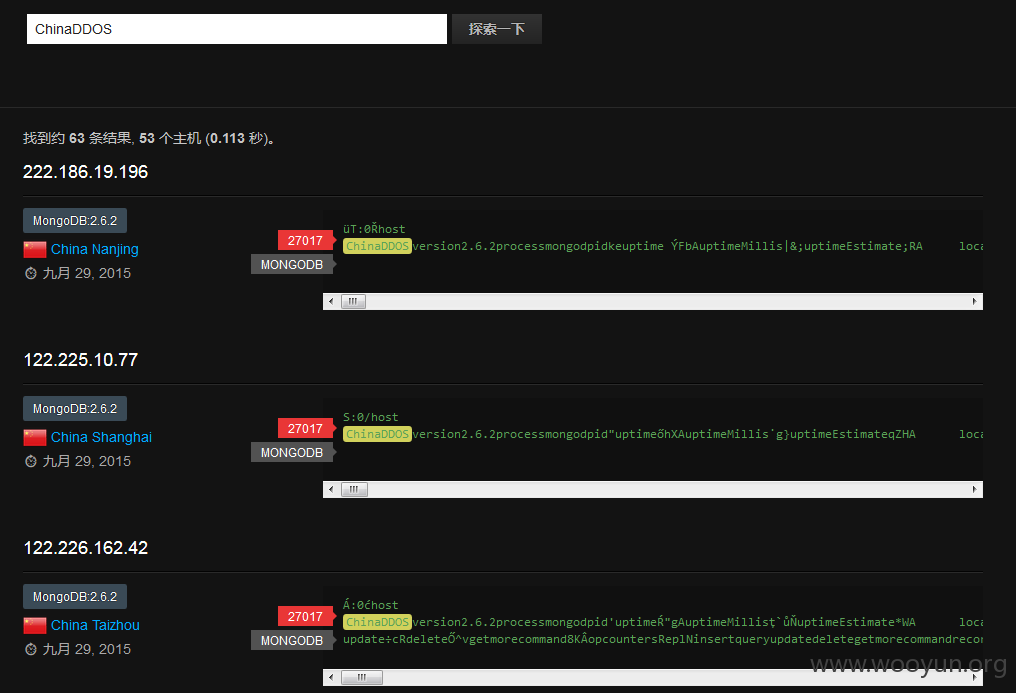 ChinaDDOS 探索一下
找到约 63 条结果, 53 个主机 (0.113 秒)。
222.186.19.196
MongoDB:2.6.2
China Nanjing
九月 29, 2015
27017
MONGODB
üT:0Řhost
ChinaDDOSversion2.6.2processmongodpidkeuptime ÝFbAuptimeMillis|&;uptimeEstimate;RA loca
122.225.10.77
MongoDB:2.6.2
China Shanghai
九月 29, 2015
27017
MONGODB
S:0/host
ChinaDDOSversion2.6.2processmongodpid"uptimeőhXAuptimeMillis˙g}uptimeEstimateqZHA loca
122.226.162.42
MongoDB:2.6.2
China Taizhou
九月 29, 2015
27017
MONGODB
Á:0ćhost
ChinaDDOSversion2.6.2processmongodpid'uptimeŔ"gAuptimeMillisţ`ůŇuptimeEstimate*WA loca
update÷cRdeleteŐ^vgetmorecommand8KÂopcountersReplNinsertqueryupdatedeletegetmorecommandrecor
www.wooyun.org